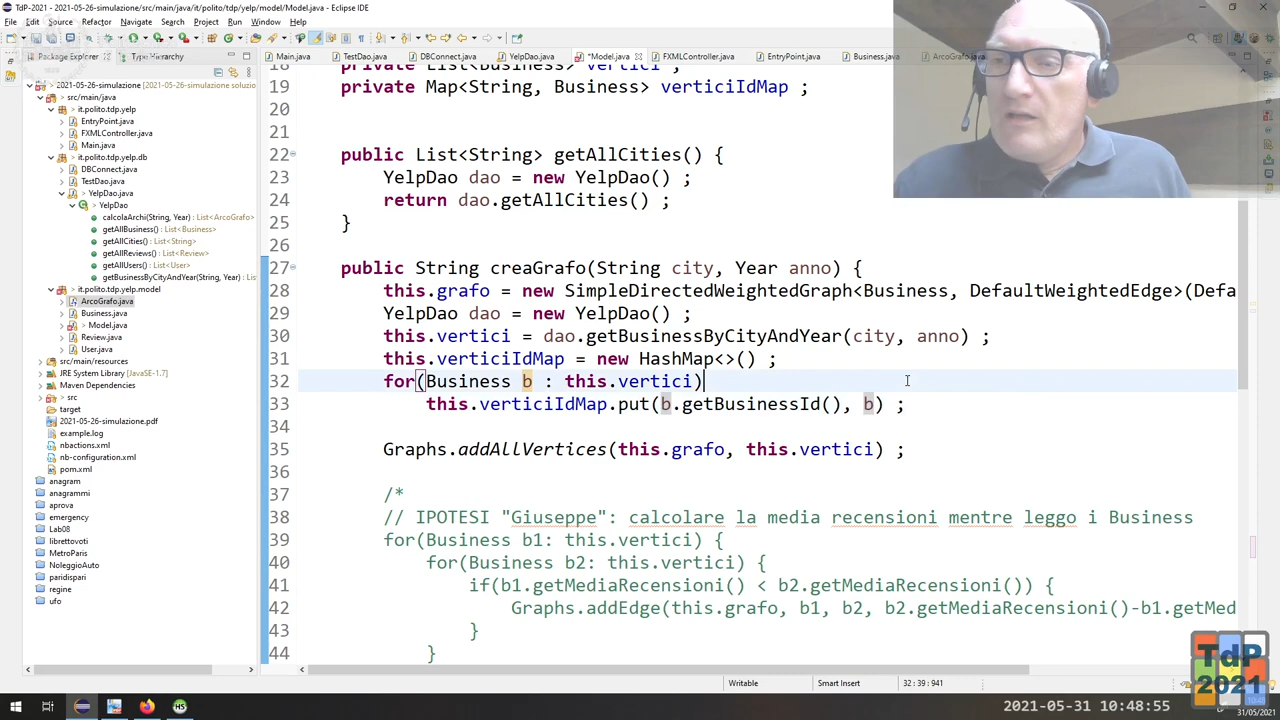 TdP-2021 - 2021-05-26-simulazione/src/main/java/it/polito/tdp/yelp/model/Model.java - Eclipse IDE
File Edit Source Refactor Navigate Search Project Run Window Help
Package Explorer Type Hierarchy
Main.java TestDao.java DBConnect.java YelpDao.java *Model.java FXMLController.java EntryPoint.java Business.java ArcoGrafo.java
2021-05-26-simulazione [2021-05-26-simulazione soluzio
src/main/java
it.polito.tdp.yelp
EntryPoint.java
FXMLController.java
Main.java
it.polito.tdp.yelp.db
DBConnect.java
TestDao.java
YelpDao.java
YelpDao
calcolaArchi(String, Year) : List<ArcoGrafo>
getAllBusiness() : List<Business>
getAllCities() : List<String>
getAllReviews() : List<Review>
getAllUsers() : List<User>
getBusinessByCityAndYear(String, Year) : List
it.polito.tdp.yelp.model
ArcoGrafo.java
Business.java
Model.java
Review.java
User.java
src/main/resources
JRE System Library [JavaSE-1.7]
Maven Dependencies
src
target
2021-05-26-simulazione.pdf
example.log
nbactions.xml
nb-configuration.xml
pom.xml
anagram
anagrammi
aprova
emergency
Lab08
librettovoti
MetroParis
NoleggioAuto
paridispari
regine
ufo
18 private List<Business> vertici ;
19 private Map<String, Business> verticiIdMap ;
20
21
22 public List<String> getAllCities() {
23 YelpDao dao = new YelpDao() ;
24 return dao.getAllCities() ;
25 }
26
27 public String creaGrafo(String city, Year anno) {
28 this.grafo = new SimpleDirectedWeightedGraph<Business, DefaultWeightedEdge>(Defa
29 YelpDao dao = new YelpDao() ;
30 this.vertici = dao.getBusinessByCityAndYear(city, anno) ;
31 this.verticiIdMap = new HashMap<>() ;
32 for(Business b : this.vertici)
33 this.verticiIdMap.put(b.getBusinessId(), b) ;
34
35 Graphs.addAllVertices(this.grafo, this.vertici) ;
36
37 /*
38 // IPOTESI "Giuseppe": calcolare la media recensioni mentre leggo i Business
39 for(Business b1: this.vertici) {
40 for(Business b2: this.vertici) {
41 if(b1.getMediaRecensioni() < b2.getMediaRecensioni()) {
42 Graphs.addEdge(this.grafo, b1, b2, b2.getMediaRecensioni()-b1.getMed
43 }
44 }
Writable Smart Insert 32 : 39 : 941
TdP
2021
2021-05-31 10:48:55
31/05/2021